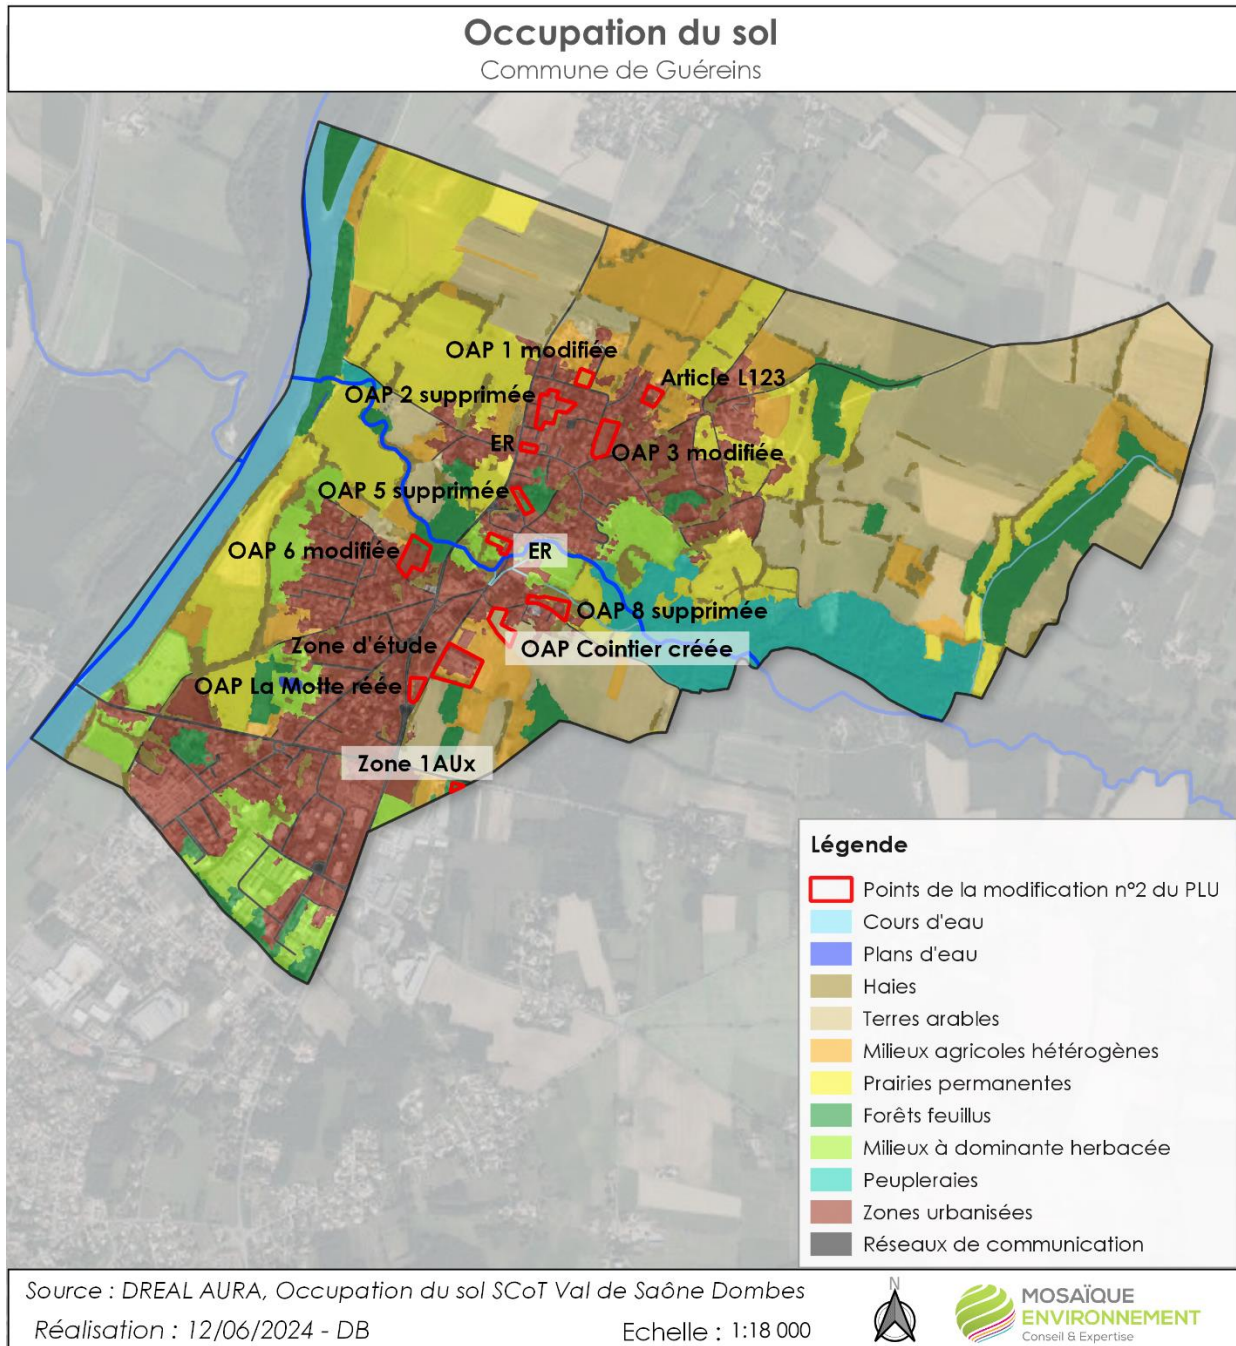 Occupation du sol
Commune de Guéreins
OAP 1 modifiée
Article L123
OAP 2 supprimée
ER
OAP 3 modifiée
OAP 5 supprimée
OAP 6 modifiée
ER
OAP 8 supprimée
Zone d'étude
OAP Cointier créée
OAP La Motte réée
Zone 1AUx
Légende
Points de la modification n°2 du PLU
Cours d'eau
Plans d'eau
Haies
Terres arables
Milieux agricoles hétérogènes
Prairies permanentes
Forêts feuillus
Milieux à dominante herbacée
Peupleraies
Zones urbanisées
Réseaux de communication
Source : DREAL AURA, Occupation du sol SCoT Val de Saône Dombes
Réalisation : 12/06/2024 - DB
Echelle : 1:18 000
N
MOSAÏQUE
ENVIRONNEMENT
Conseil & Expertise